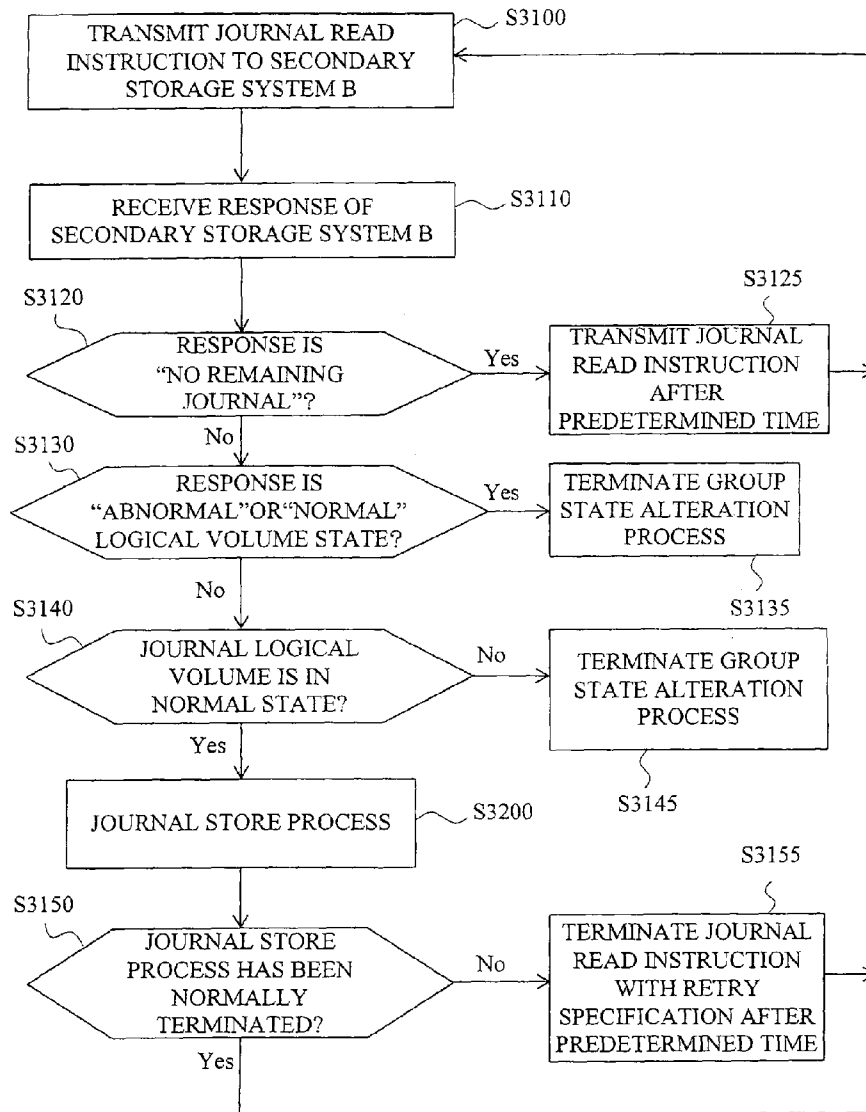 TRANSMIT JOURNAL READ
INSTRUCTION TO SECONDARY
STORAGE SYSTEM B
S3100
RECEIVE RESPONSE OF
SECONDARY STORAGE SYSTEM B
S3110
S3120
RESPONSE IS
“NO REMAINING
JOURNAL”?
Yes
No
S3125
TRANSMIT JOURNAL
READ INSTRUCTION
AFTER
PREDETERMINED TIME
S3130
RESPONSE IS
“ABNORMAL”OR“NORMAL”
LOGICAL VOLUME STATE?
Yes
No
TERMINATE GROUP
STATE ALTERATION
PROCESS
S3135
S3140
JOURNAL LOGICAL
VOLUME IS IN
NORMAL STATE?
No
Yes
TERMINATE GROUP
STATE ALTERATION
PROCESS
S3145
JOURNAL STORE PROCESS
S3200
S3150
JOURNAL STORE
PROCESS HAS BEEN
NORMALLY
TERMINATED?
No
Yes
S3155
TERMINATE JOURNAL
READ INSTRUCTION
WITH RETRY
SPECIFICATION AFTER
PREDETERMINED TIME